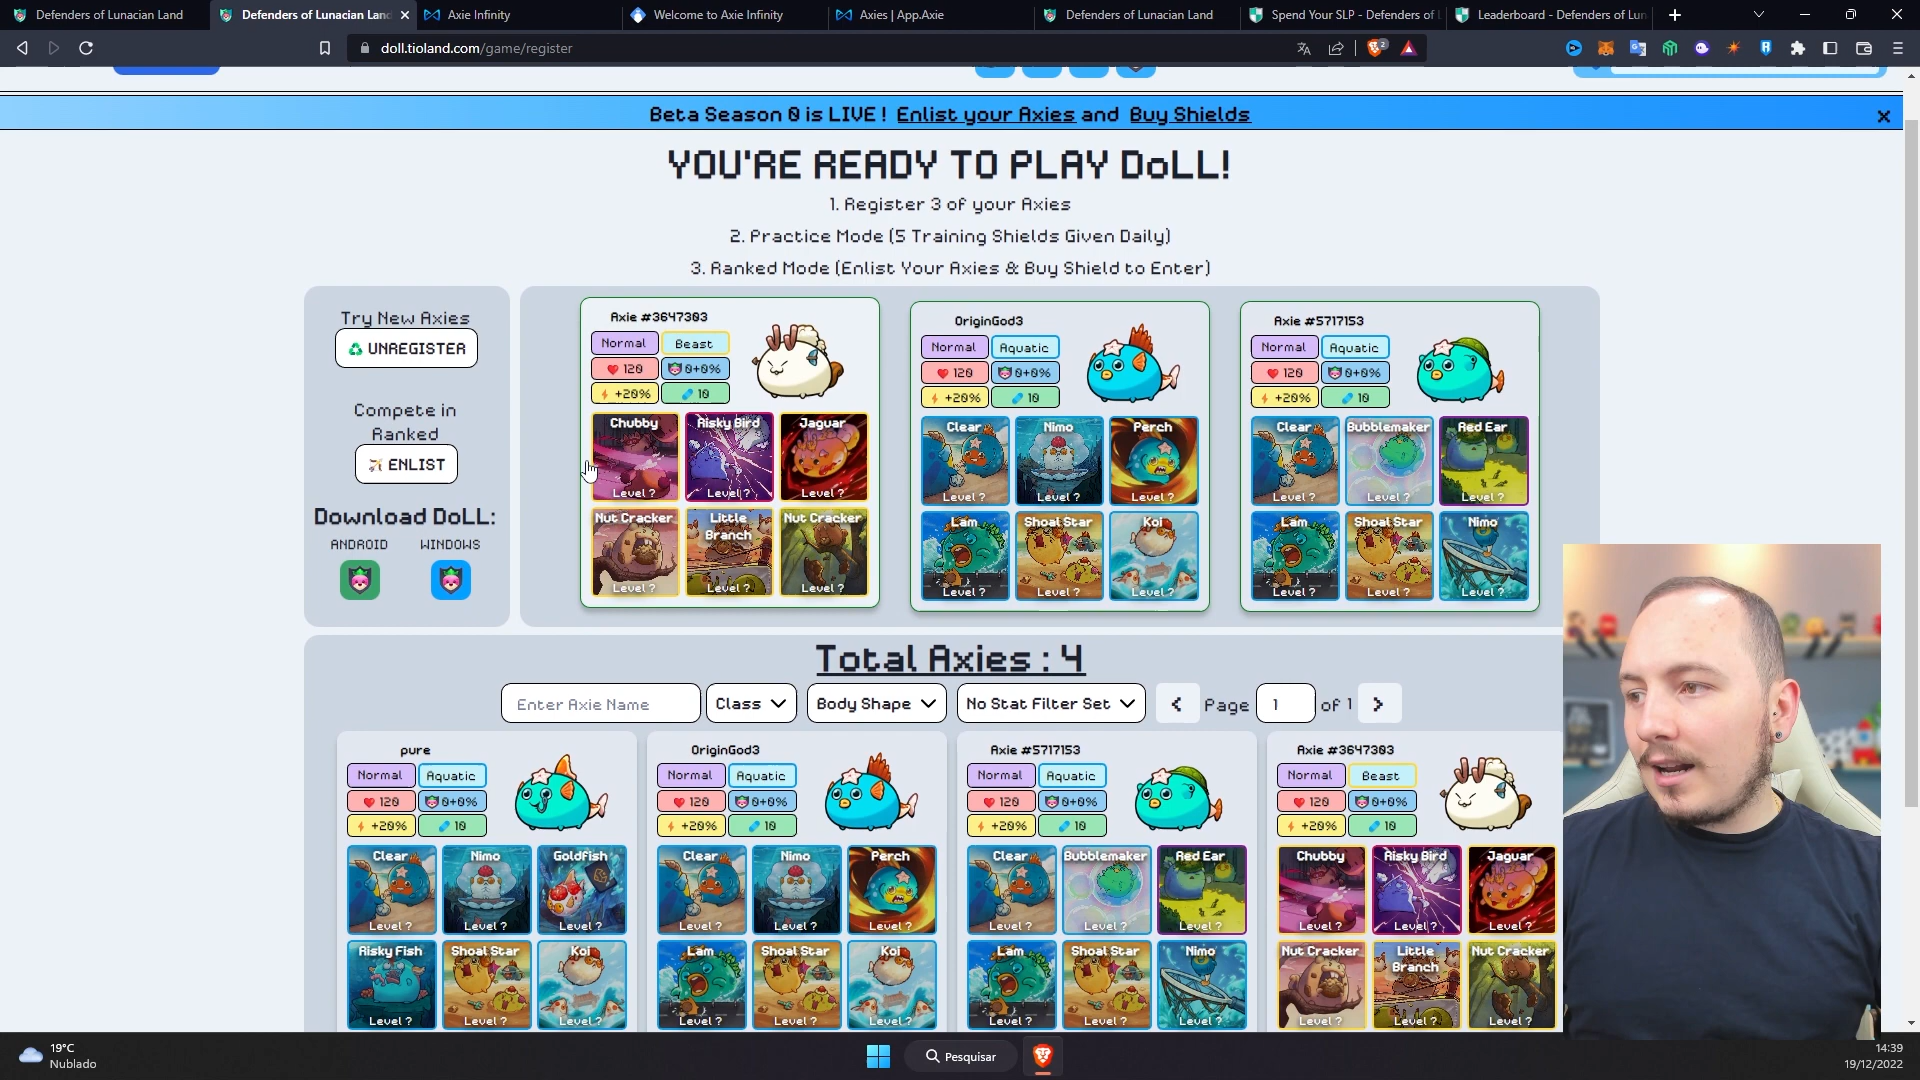 Defenders of Lunacian Land
Defenders of Lunacian Land
Axie Infinity
Welcome to Axie Infinity
Axies | App.Axie
Defenders of Lunacian Land
Spend Your SLP - Defenders of L
Leaderboard - Defenders of Lun
doll.tioland.com/game/register
2
Beta Season 0 is LIVE! Enlist your Axies and Buy Shields
YOU'RE READY TO PLAY DoLL!
1. Register 3 of your Axies
2. Practice Mode (5 Training Shields Given Daily)
3. Ranked Mode (Enlist Your Axies & Buy Shield to Enter)
Try New Axies
UNREGISTER
Compete in
Ranked
ENLIST
Download DoLL:
ANDROID WINDOWS
Axie #3647303
Normal Beast
120 0+0%
+20% 10
Chubby Risky Bird Jaguar
Level ? Level ? Level ?
Nut Cracker Little Branch Nut Cracker
Level ? Level ? Level ?
OriginGod3
Normal Aquatic
120 0+0%
+20% 10
Clear Nimo Perch
Level ? Level ? Level ?
Lam Shoal Star Koi
Level ? Level ? Level ?
Axie #5717153
Normal Aquatic
120 0+0%
+20% 10
Clear Bubblemaker Red Ear
Level ? Level ? Level ?
Lam Shoal Star Nimo
Level ? Level ? Level ?
Total Axies : 4
Enter Axie Name Class Body Shape No Stat Filter Set < Page 1 of 1 >
pure
Normal Aquatic
120 0+0%
+20% 10
Clear Nimo Goldfish
Level ? Level ? Level ?
Risky Fish Shoal Star Koi
Level ? Level ? Level ?
OriginGod3
Normal Aquatic
120 0+0%
+20% 10
Clear Nimo Perch
Level ? Level ? Level ?
Lam Shoal Star Koi
Level ? Level ? Level ?
Axie #5717153
Normal Aquatic
120 0+0%
+20% 10
Clear Bubblemaker Red Ear
Level ? Level ? Level ?
Lam Shoal Star Nimo
Level ? Level ? Level ?
Axie #3647303
Normal Beast
120 0+0%
+20% 10
Chubby Risky Bird Jaguar
Level ? Level ? Level ?
Nut Cracker Little Branch Nut Cracker
Level ? Level ? Level ?
19°C
Nublado
Pesquisar
14:39
19/12/2022